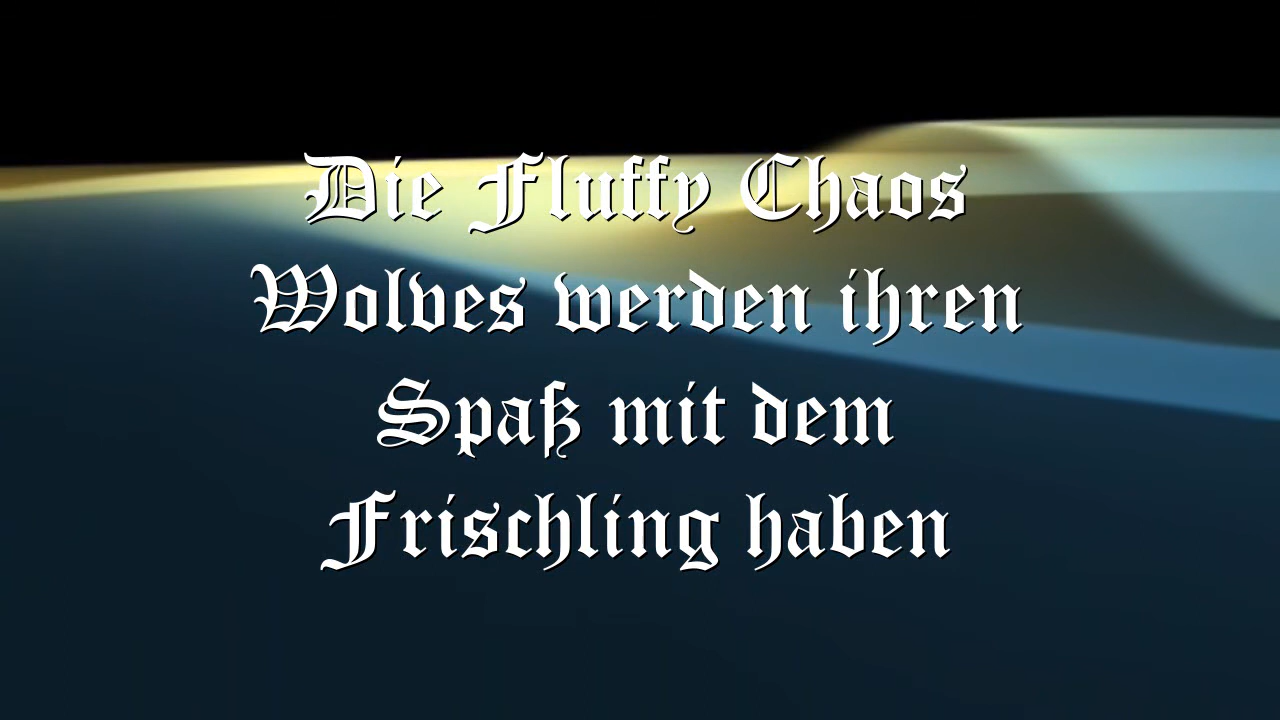 Die Fluffy Chaos
Wolves werden ihren
Spaß mit dem
Frischling haben